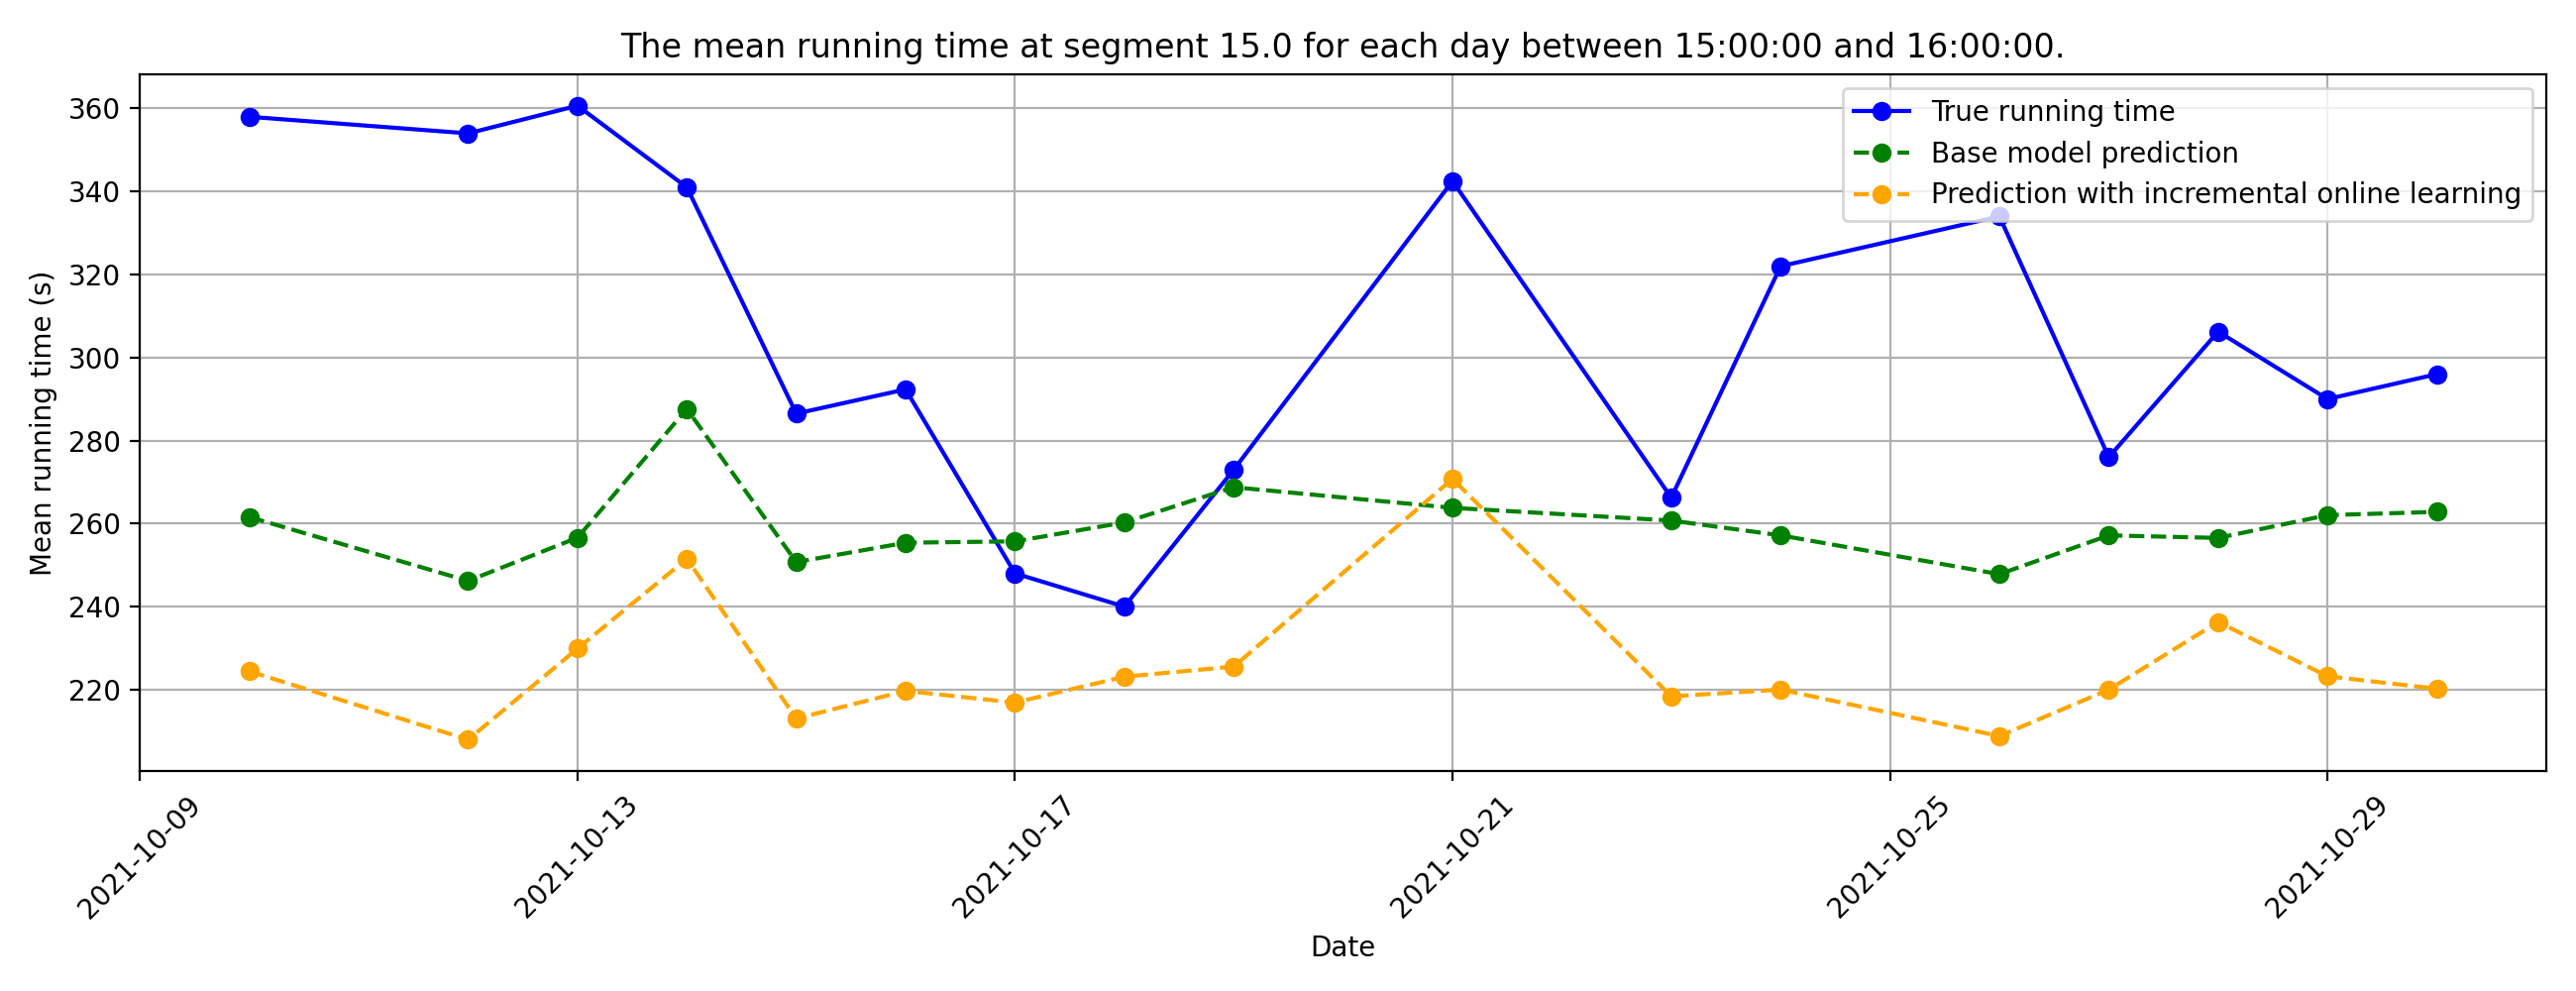 The mean running time at segment 15.0 for each day between 15:00:00 and 16:00:00.
True running time
Base model prediction
Prediction with incremental online learning
Mean running time (s)
360
340
320
300
280
260
240
220
2021-10-09
2021-10-13
2021-10-17
2021-10-21
2021-10-25
2021-10-29
Date